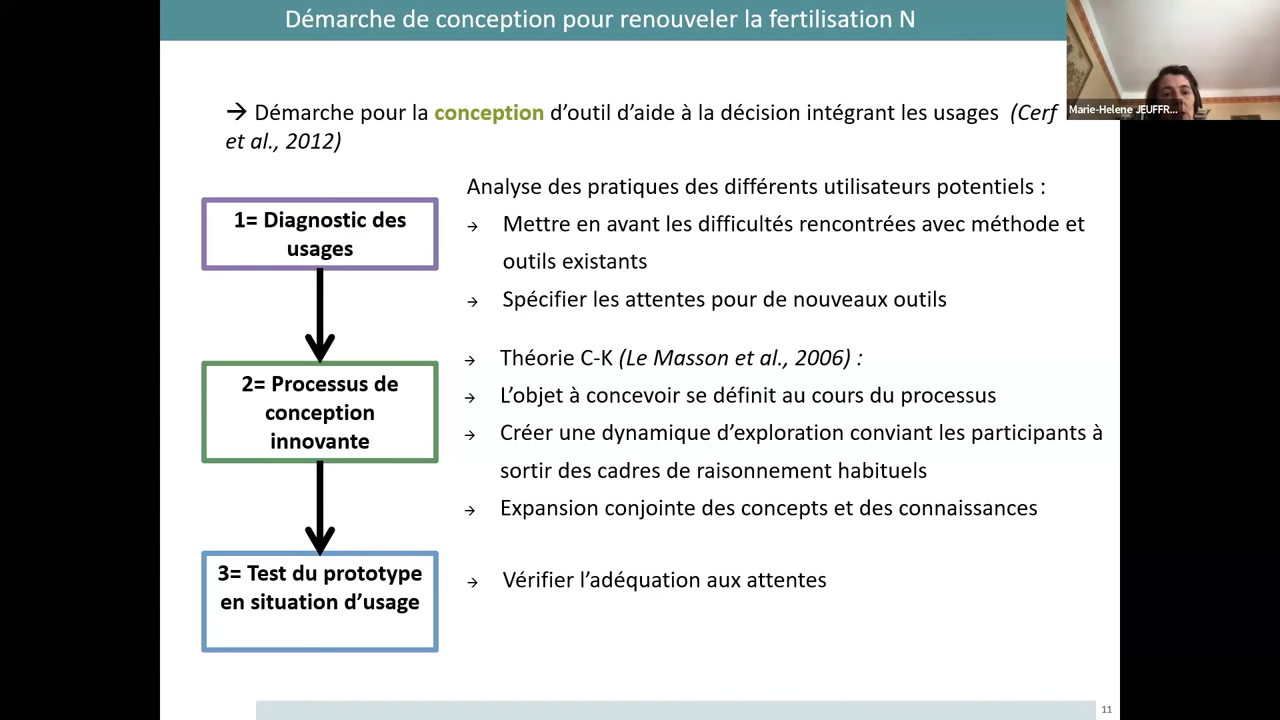 Démarche de conception pour renouveler la fertilisation N
Marie-Helene JEUFFR...
→ Démarche pour la conception d’outil d’aide à la décision intégrant les usages (Cerf
et al., 2012)
1= Diagnostic des
usages
Analyse des pratiques des différents utilisateurs potentiels :
→ Mettre en avant les difficultés rencontrées avec méthode et
outils existants
→ Spécifier les attentes pour de nouveaux outils
2= Processus de
conception
innovante
→ Théorie C-K (Le Masson et al., 2006) :
→ L’objet à concevoir se définit au cours du processus
→ Créer une dynamique d’exploration conviant les participants à
sortir des cadres de raisonnement habituels
→ Expansion conjointe des concepts et des connaissances
3= Test du prototype
en situation d’usage
→ Vérifier l’adéquation aux attentes
11